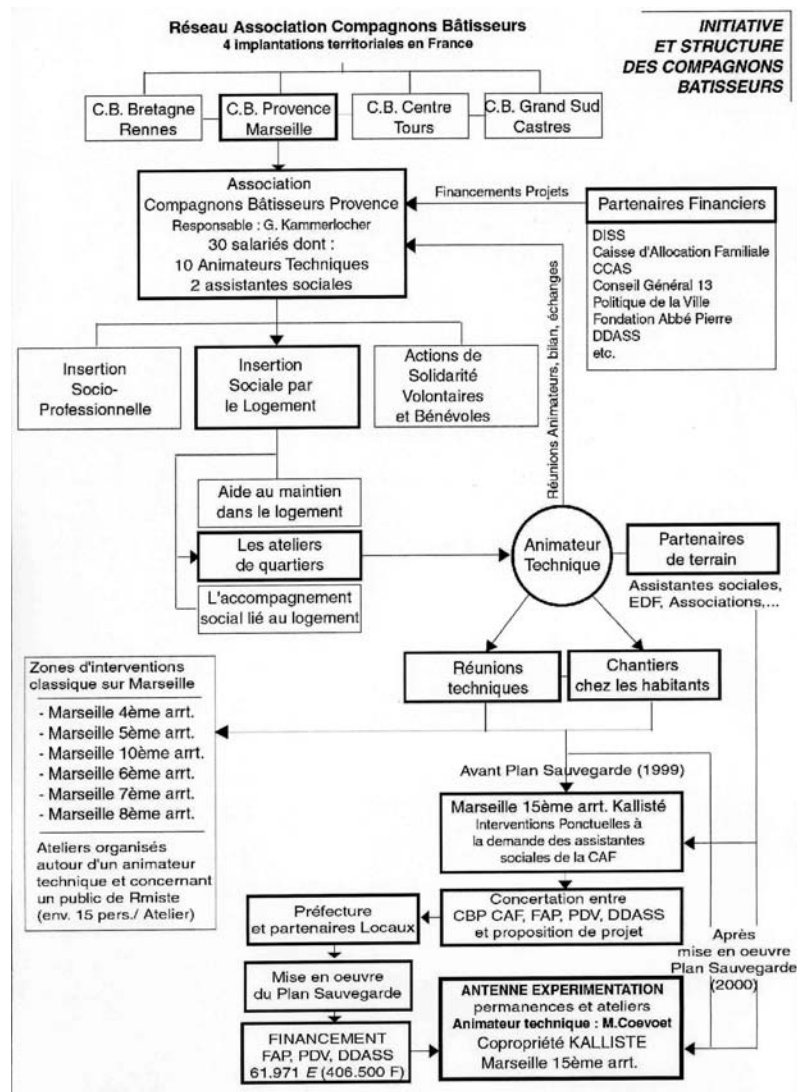 Réseau Association Compagnons Bâtisseurs
4 implantations territoriales en France
INITIATIVE
ET STRUCTURE
DES COMPAGNONS
BATISSEURS
C.B. Bretagne
Rennes
C.B. Provence
Marseille
C.B. Centre
Tours
C.B. Grand Sud
Castres
Association
Compagnons Bâtisseurs Provence
Responsable : G. Kammerlocher
30 salariés dont :
10 Animateurs Techniques
2 assistantes sociales
Financements Projets
Partenaires Financiers
DISS
Caisse d'Allocation Familiale
CCAS
Conseil Général 13
Politique de la Ville
Fondation Abbé Pierre
DDASS
etc.
Réunions Animateurs, bilan, échanges
Insertion
Socio-
Professionnelle
Insertion
Sociale par
le Logement
Actions de
Solidarité
Volontaires
et Bénévoles
Aide au maintien
dans le logement
Les ateliers
de quartiers
L'accompagnement
social lié au logement
Animateur
Technique
Partenaires
de terrain
Assistantes sociales,
EDF, Associations,...
Réunions
techniques
Chantiers
chez les habitants
Zones d'interventions
classique sur Marseille
- Marseille 4ème arrt.
- Marseille 5ème arrt.
- Marseille 10ème arrt.
- Marseille 6ème arrt.
- Marseille 7ème arrt.
- Marseille 8ème arrt.
Ateliers organisés
autour d'un animateur
technique et concernant
un public de Rmiste
(env. 15 pers./ Atelier)
Avant Plan Sauvegarde (1999)
Marseille 15ème arrt. Kallisté
Interventions Ponctuelles à
la demande des assistantes
sociales de la CAF
Concertation entre
CBP CAF, FAP, PDV, DDASS
et proposition de projet
Préfecture
et partenaires Locaux
Mise en oeuvre
du Plan Sauvegarde
FINANCEMENT
FAP, PDV, DDASS
61.971 E (406.500 F)
ANTENNE EXPERIMENTATION
permanences et ateliers
Animateur technique : M.Coevoet
Copropriété KALLISTE
Marseille 15ème arrt.
Après
mise en oeuvre
Plan Sauvegarde
(2000)